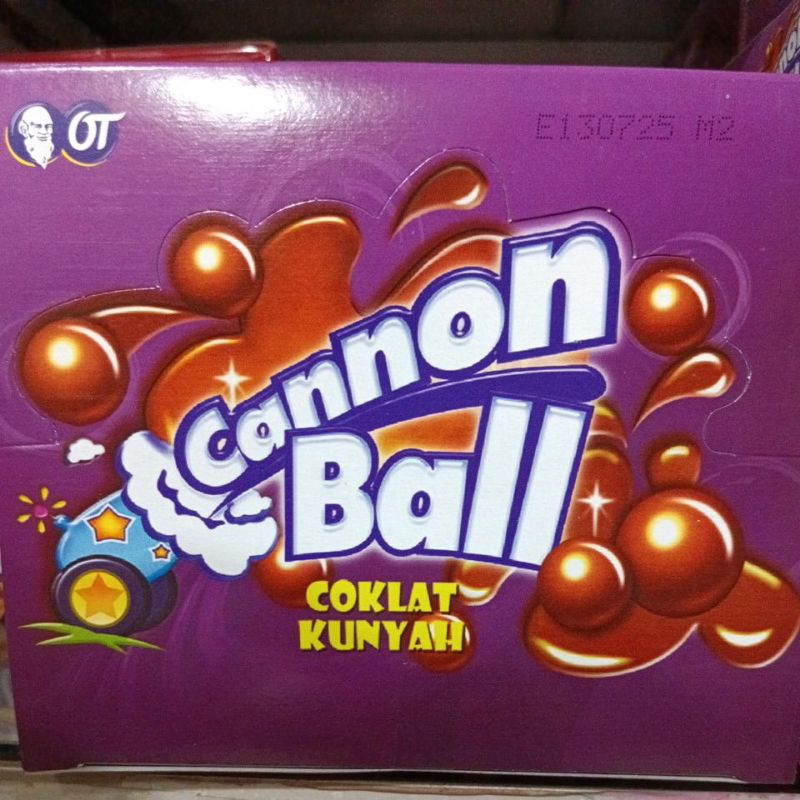 OT
E130725 M2
Cannon
Ball
COKLAT
KUNYAH